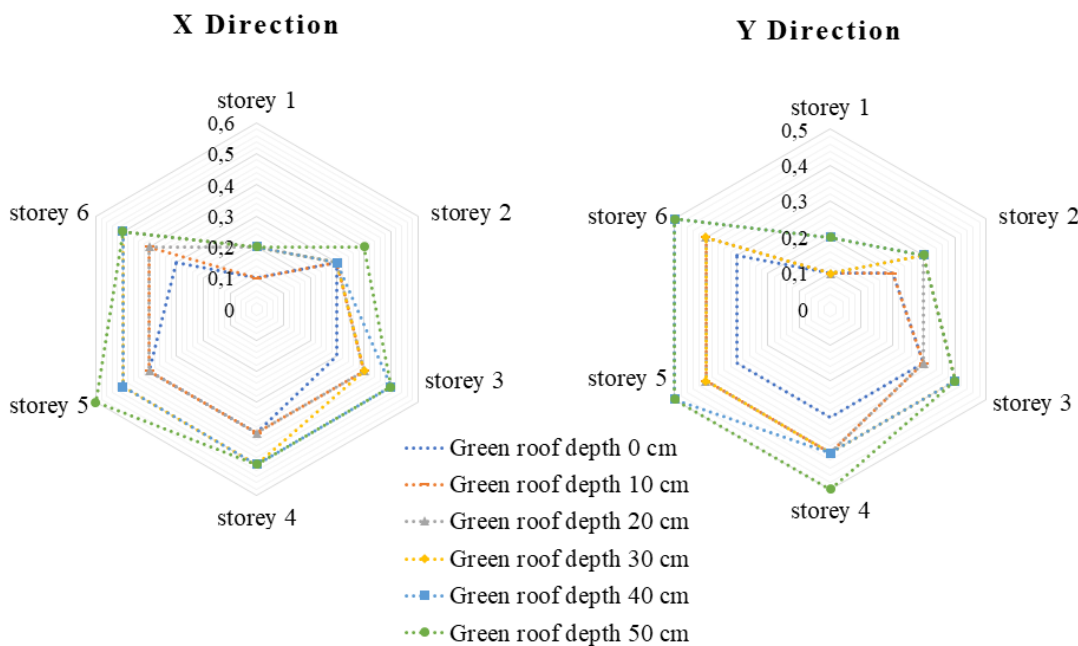 X Direction
storey 1
0,6
0,5
0,4
0,3
0,2
0,1
0
storey 2
storey 3
storey 4
storey 5
storey 6
Y Direction
storey 1
0,5
0,4
0,3
0,2
0,1
0
storey 2
storey 3
storey 4
storey 5
storey 6
Green roof depth 0 cm
Green roof depth 10 cm
Green roof depth 20 cm
Green roof depth 30 cm
Green roof depth 40 cm
Green roof depth 50 cm